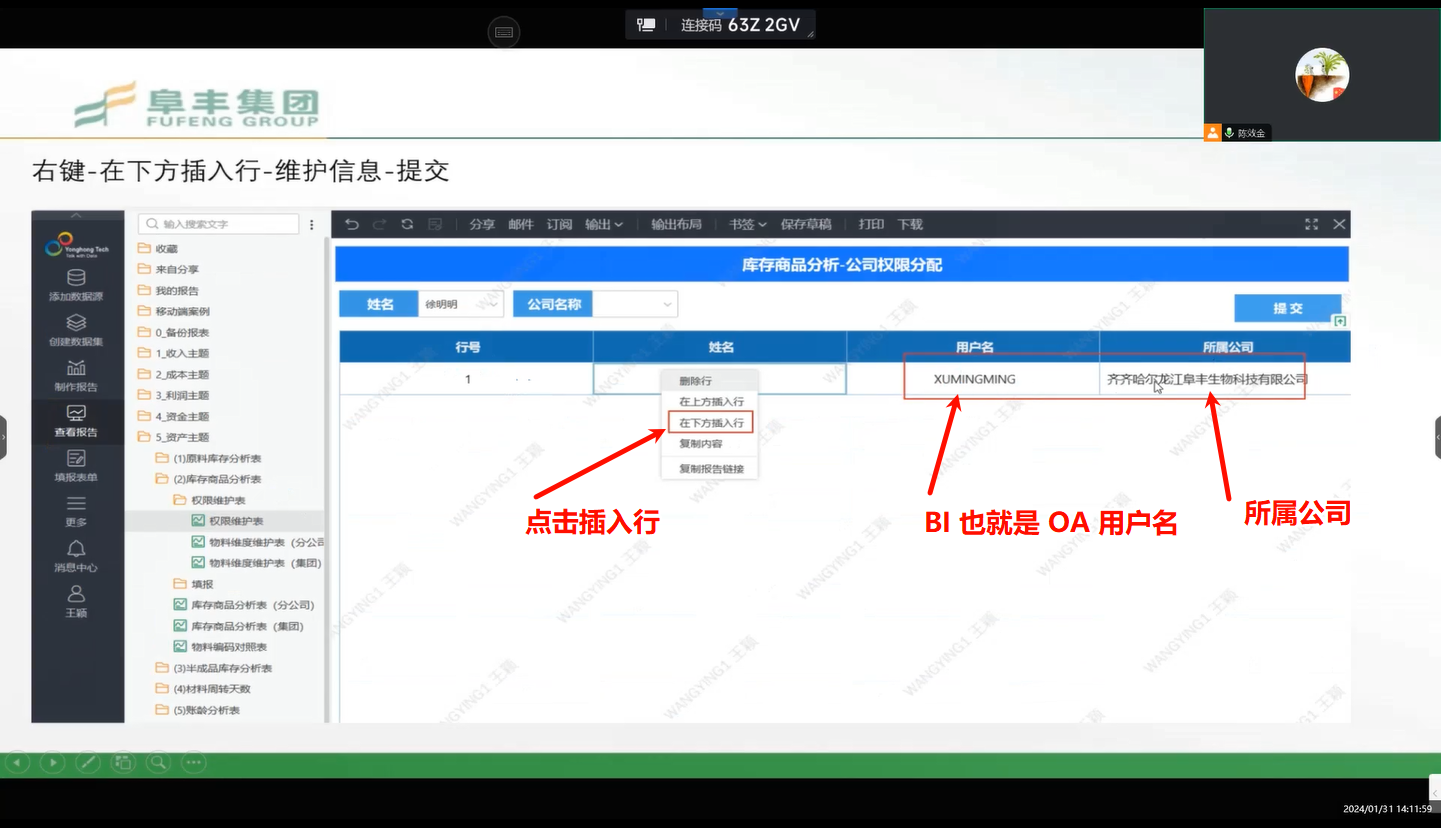 连接码 63Z 2GV
陈效金
阜丰集团
FUFENG GROUP
右键-在下方插入行-维护信息-提交
Yonghong Tech
Talk with Data
添加数据源
创建数据集
制作报告
查看报告
填报表单
更多
消息中心
王颖
输入搜索文字
收藏
来自分享
我的报告
移动端案例
0_备份报表
1_收入主题
2_成本主题
3_利润主题
4_资金主题
5_资产主题
(1)原料库存分析表
(2)库存商品分析表
权限维护表
权限维护表
物料维度维护表（分公司
物料维度维护表（集团）
填报
库存商品分析表（分公司）
库存商品分析表（集团）
物料编码对照表
(3)半成品库存分析表
(4)材料周转天数
(5)账龄分析表
分享 邮件 订阅 输出 输出布局 书签 保存草稿 打印 下载
库存商品分析-公司权限分配
姓名 徐明明 公司名称 提交
行号 姓名 用户名 所属公司
1 XUMINGMING 齐齐哈尔龙江阜丰生物科技有限公司
删除行
在上方插入行
在下方插入行
复制内容
复制报告链接
点击插入行
BI 也就是 OA 用户名
所属公司
WANGYING1 王颖
2024/01/31 14:11:59